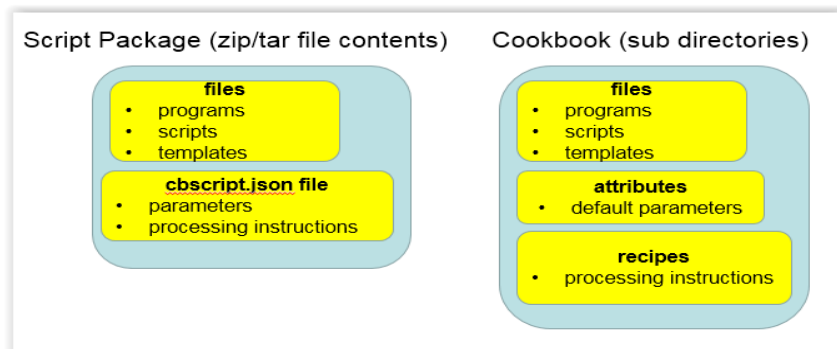 Script Package (zip/tar file contents)
files
• programs
• scripts
• templates
cbscript.json file
• parameters
• processing instructions
Cookbook (sub directories)
files
• programs
• scripts
• templates
attributes
• default parameters
recipes
• processing instructions